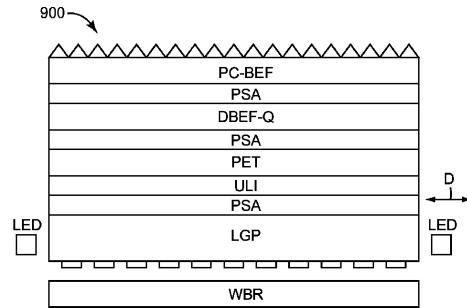 900
PC-BEF
PSA
DBEF-Q
PSA
PET
ULI
D
PSA
LED
LGP
LED
WBR